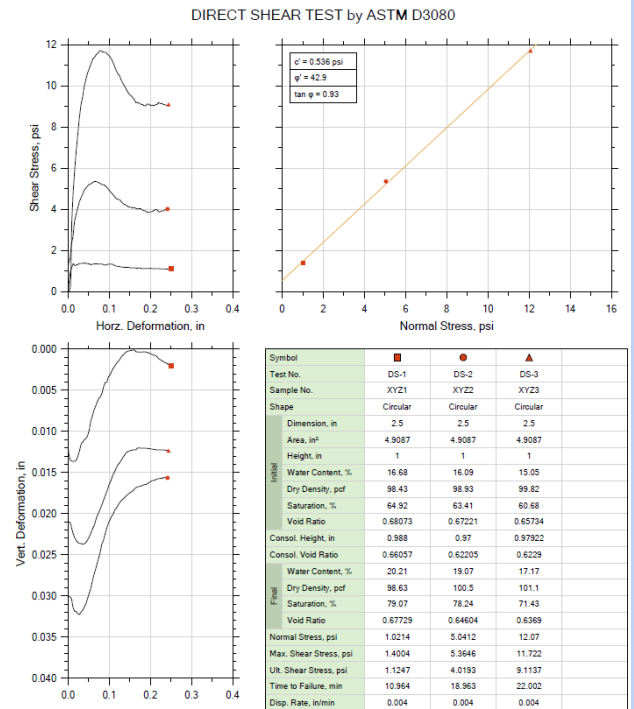 DIRECT SHEAR TEST by ASTM D3080
12
10
8
6
4
2
0
Shear Stress, psi
0.0 0.1 0.2 0.3 0.4
Horz. Deformation, in
c' = 0.536 psi
φ' = 42.9
tan φ = 0.93
0 2 4 6 8 10 12 14 16
Normal Stress, psi
0.000
0.005
0.010
0.015
0.020
0.025
0.030
0.035
0.040
Vert. Deformation, in
0.0 0.1 0.2 0.3 0.4
Symbol
Test No. DS-1 DS-2 DS-3
Sample No. XYZ1 XYZ2 XYZ3
Shape Circular Circular Circular
Initial
Dimension, in 2.5 2.5 2.5
Area, in² 4.9087 4.9087 4.9087
Height, in 1 1 1
Water Content, % 16.68 16.09 15.05
Dry Density, pcf 98.43 98.93 99.82
Saturation, % 64.92 63.41 60.68
Void Ratio 0.68073 0.67221 0.65734
Consol. Height, in 0.988 0.97 0.97922
Consol. Void Ratio 0.66057 0.62205 0.6229
Final
Water Content, % 20.21 19.07 17.17
Dry Density, pcf 98.63 100.5 101.1
Saturation, % 79.07 78.24 71.43
Void Ratio 0.67729 0.64604 0.6369
Normal Stress, psi 1.0214 5.0412 12.07
Max. Shear Stress, psi 1.4004 5.3646 11.722
Ult. Shear Stress, psi 1.1247 4.0193 9.1137
Time to Failure, min 10.964 18.963 22.002
Disp. Rate, in/min 0.004 0.004 0.004